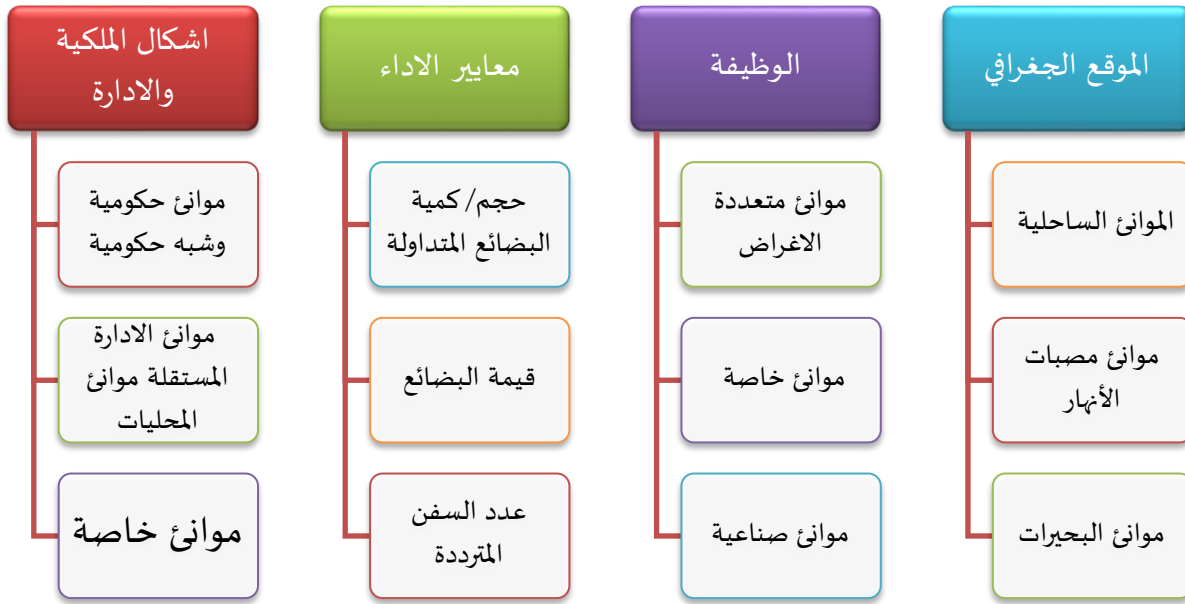 الموقع الجغرافي
الموانئ الساحلية
موانئ مصبات
الأنهار
موانئ البحيرات
الوظيفة
موانئ متعددة
الاغراض
موانئ خاصة
موانئ صناعية
معايير الاداء
حجم/ كمية
البضائع المتداولة
قيمة البضائع
عدد السفن
المترددة
اشكال الملكية
والادارة
موانئ حكومية
وشبه حكومية
موانئ الادارة
المستقلة موانئ
المحليات
موانئ خاصة